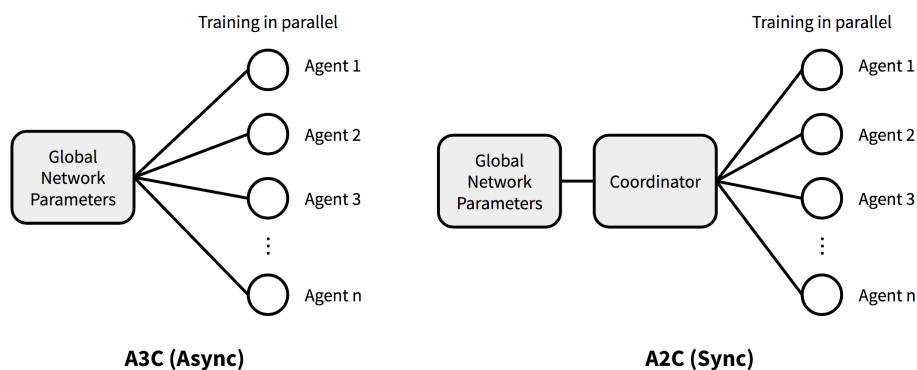 Training in parallel
Agent 1
Agent 2
Agent 3
⋮
Agent n
Global
Network
Parameters
A3C (Async)
Training in parallel
Agent 1
Agent 2
Agent 3
⋮
Agent n
Global
Network
Parameters
Coordinator
A2C (Sync)